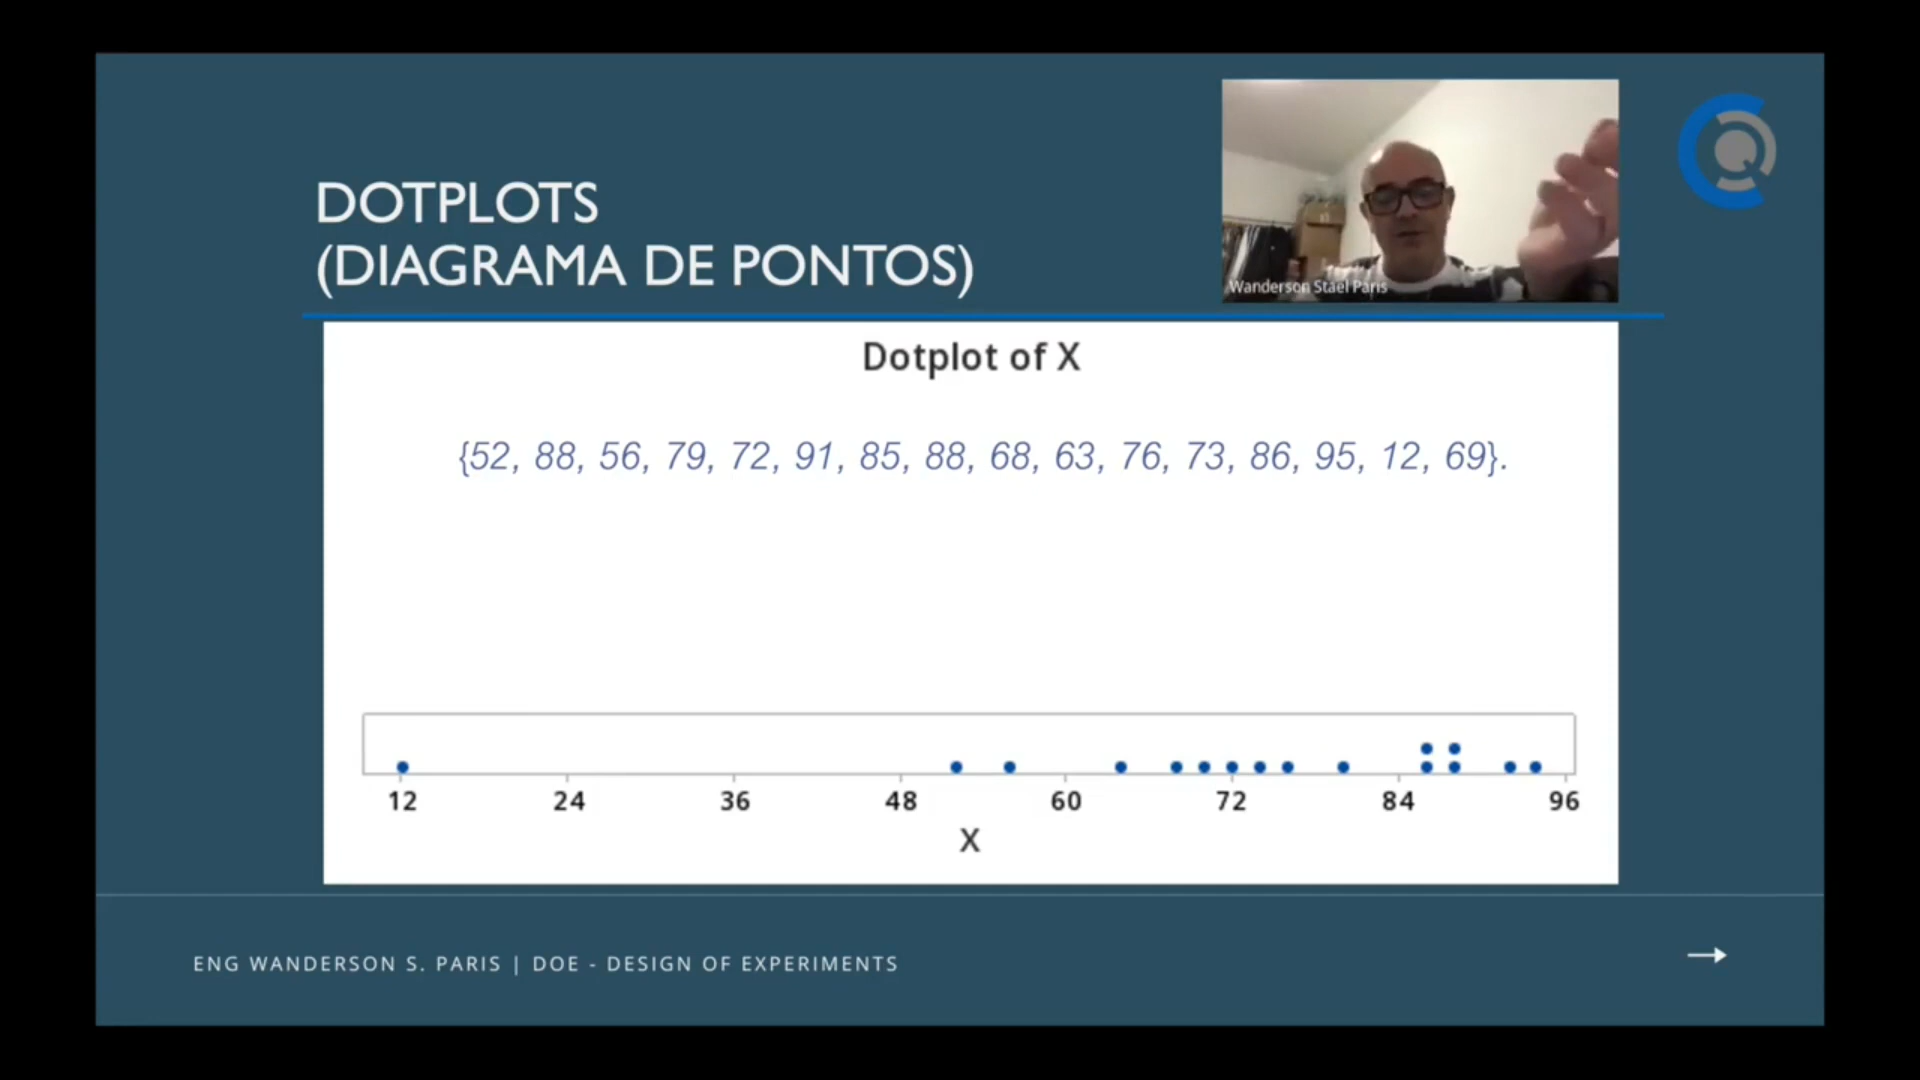 DOTPLOTS
(DIAGRAMA DE PONTOS)
Wanderson Stael Paris
Dotplot of X
{52, 88, 56, 79, 72, 91, 85, 88, 68, 63, 76, 73, 86, 95, 12, 69}.
12 24 36 48 60 72 84 96
X
ENG WANDERSON S. PARIS | DOE - DESIGN OF EXPERIMENTS